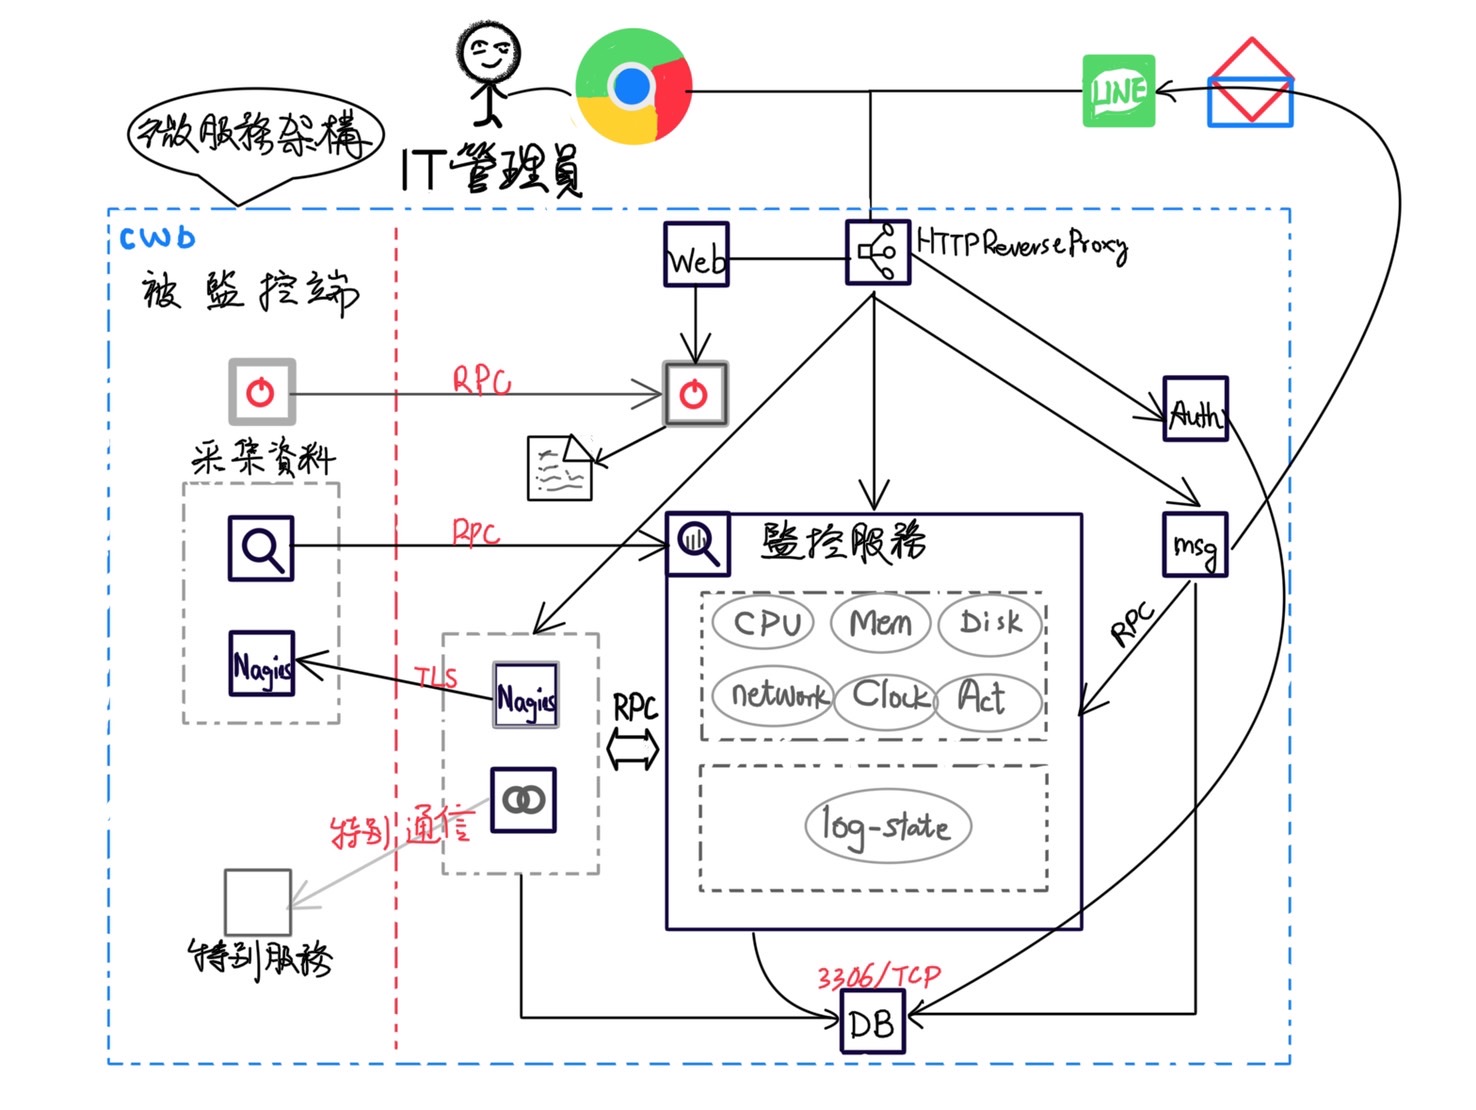 微服務架構
IT管理員
LINE
cwb
被監控端
Web
HTTP Reverse Proxy
RPC
Auth
采集資料
RPC
監控服務
msg
CPU
Mem
Disk
RPC
Nagios
TLS
Nagios
RPC
network
Clock
Act
特別通信
log-state
特別服務
3306/TCP
DB